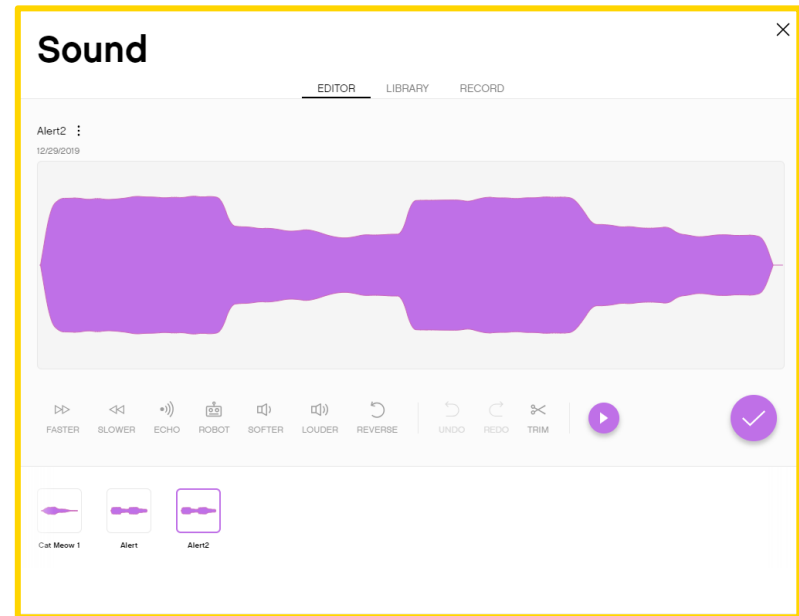 Sound
EDITOR LIBRARY RECORD
Alert2
12/29/2019
FASTER SLOWER ECHO ROBOT SOFTER LOUDER REVERSE UNDO REDO TRIM
Cat Meow 1 Alert Alert2